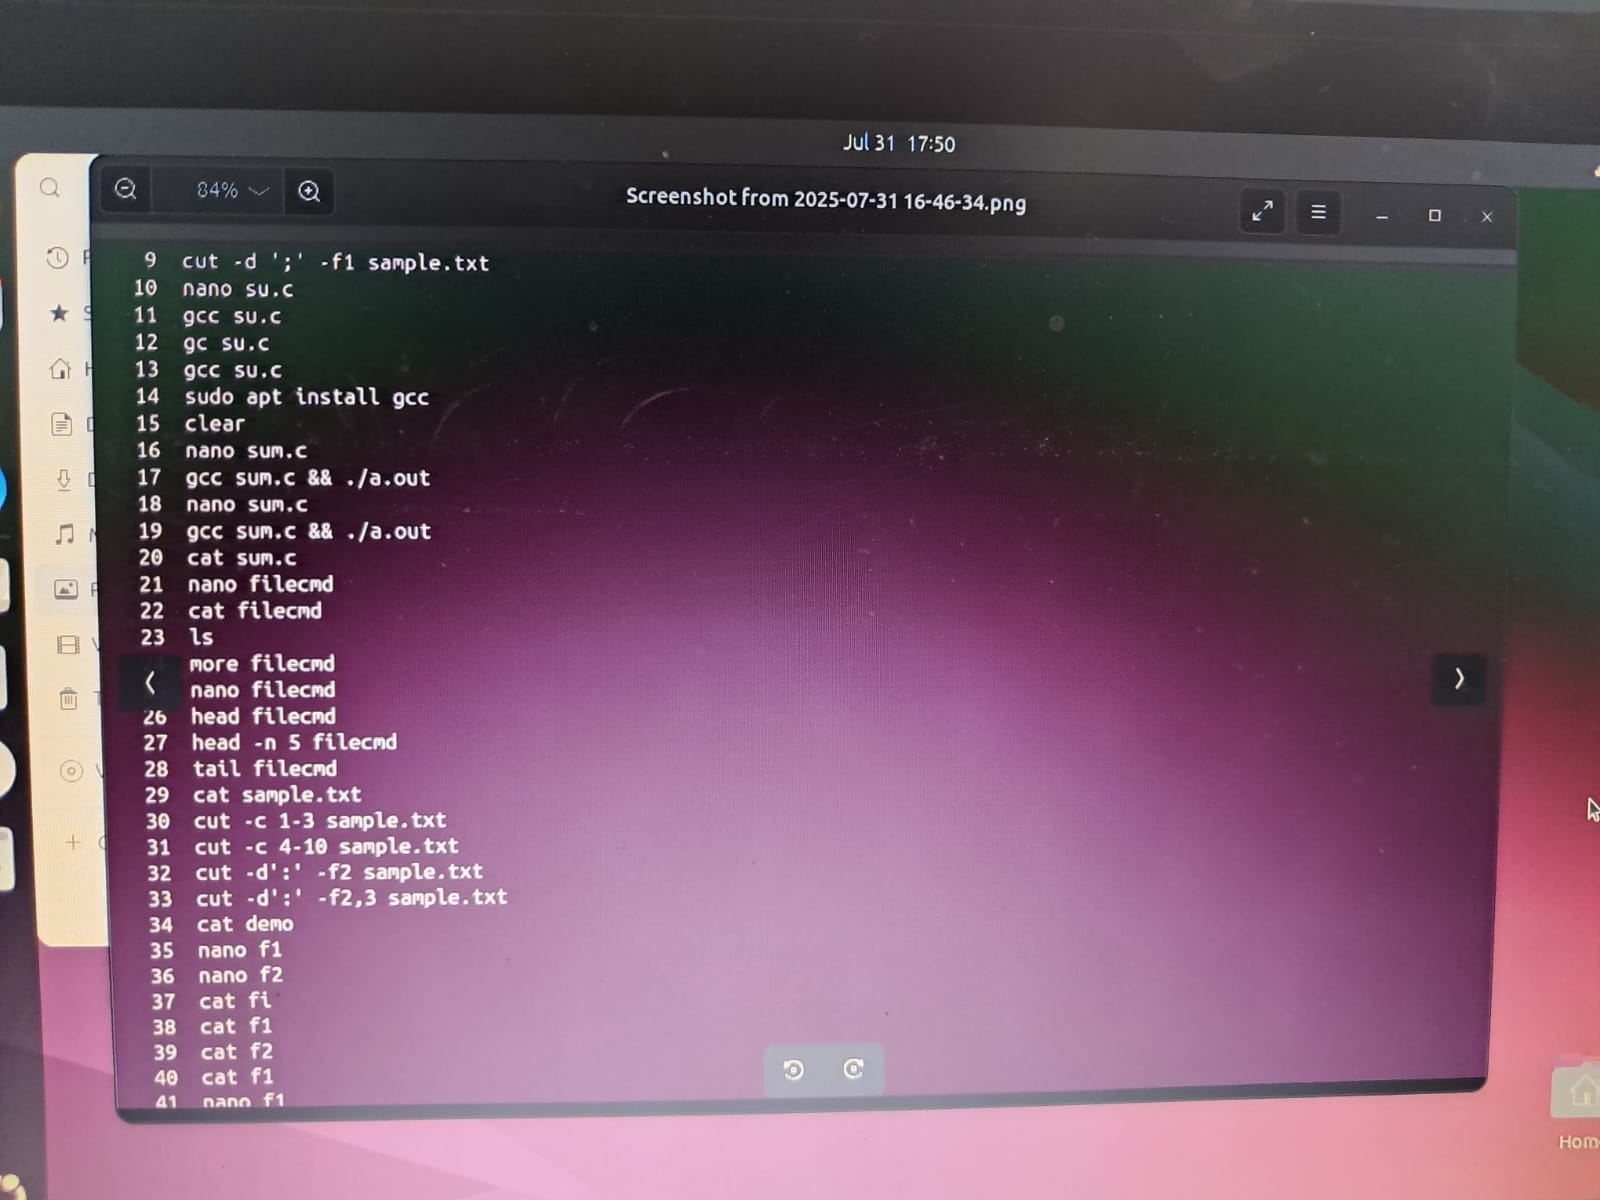 Jul 31 17:50
84%
Screenshot from 2025-07-31 16-46-34.png
9 cut -d ';' -f1 sample.txt
10 nano su.c
11 gcc su.c
12 gc su.c
13 gcc su.c
14 sudo apt install gcc
15 clear
16 nano sum.c
17 gcc sum.c && ./a.out
18 nano sum.c
19 gcc sum.c && ./a.out
20 cat sum.c
21 nano filecmd
22 cat filecmd
23 ls
more filecmd
nano filecmd
26 head filecmd
27 head -n 5 filecmd
28 tail filecmd
29 cat sample.txt
30 cut -c 1-3 sample.txt
31 cut -c 4-10 sample.txt
32 cut -d':' -f2 sample.txt
33 cut -d':' -f2,3 sample.txt
34 cat demo
35 nano f1
36 nano f2
37 cat fi
38 cat f1
39 cat f2
40 cat f1
41 nano f1
Hom